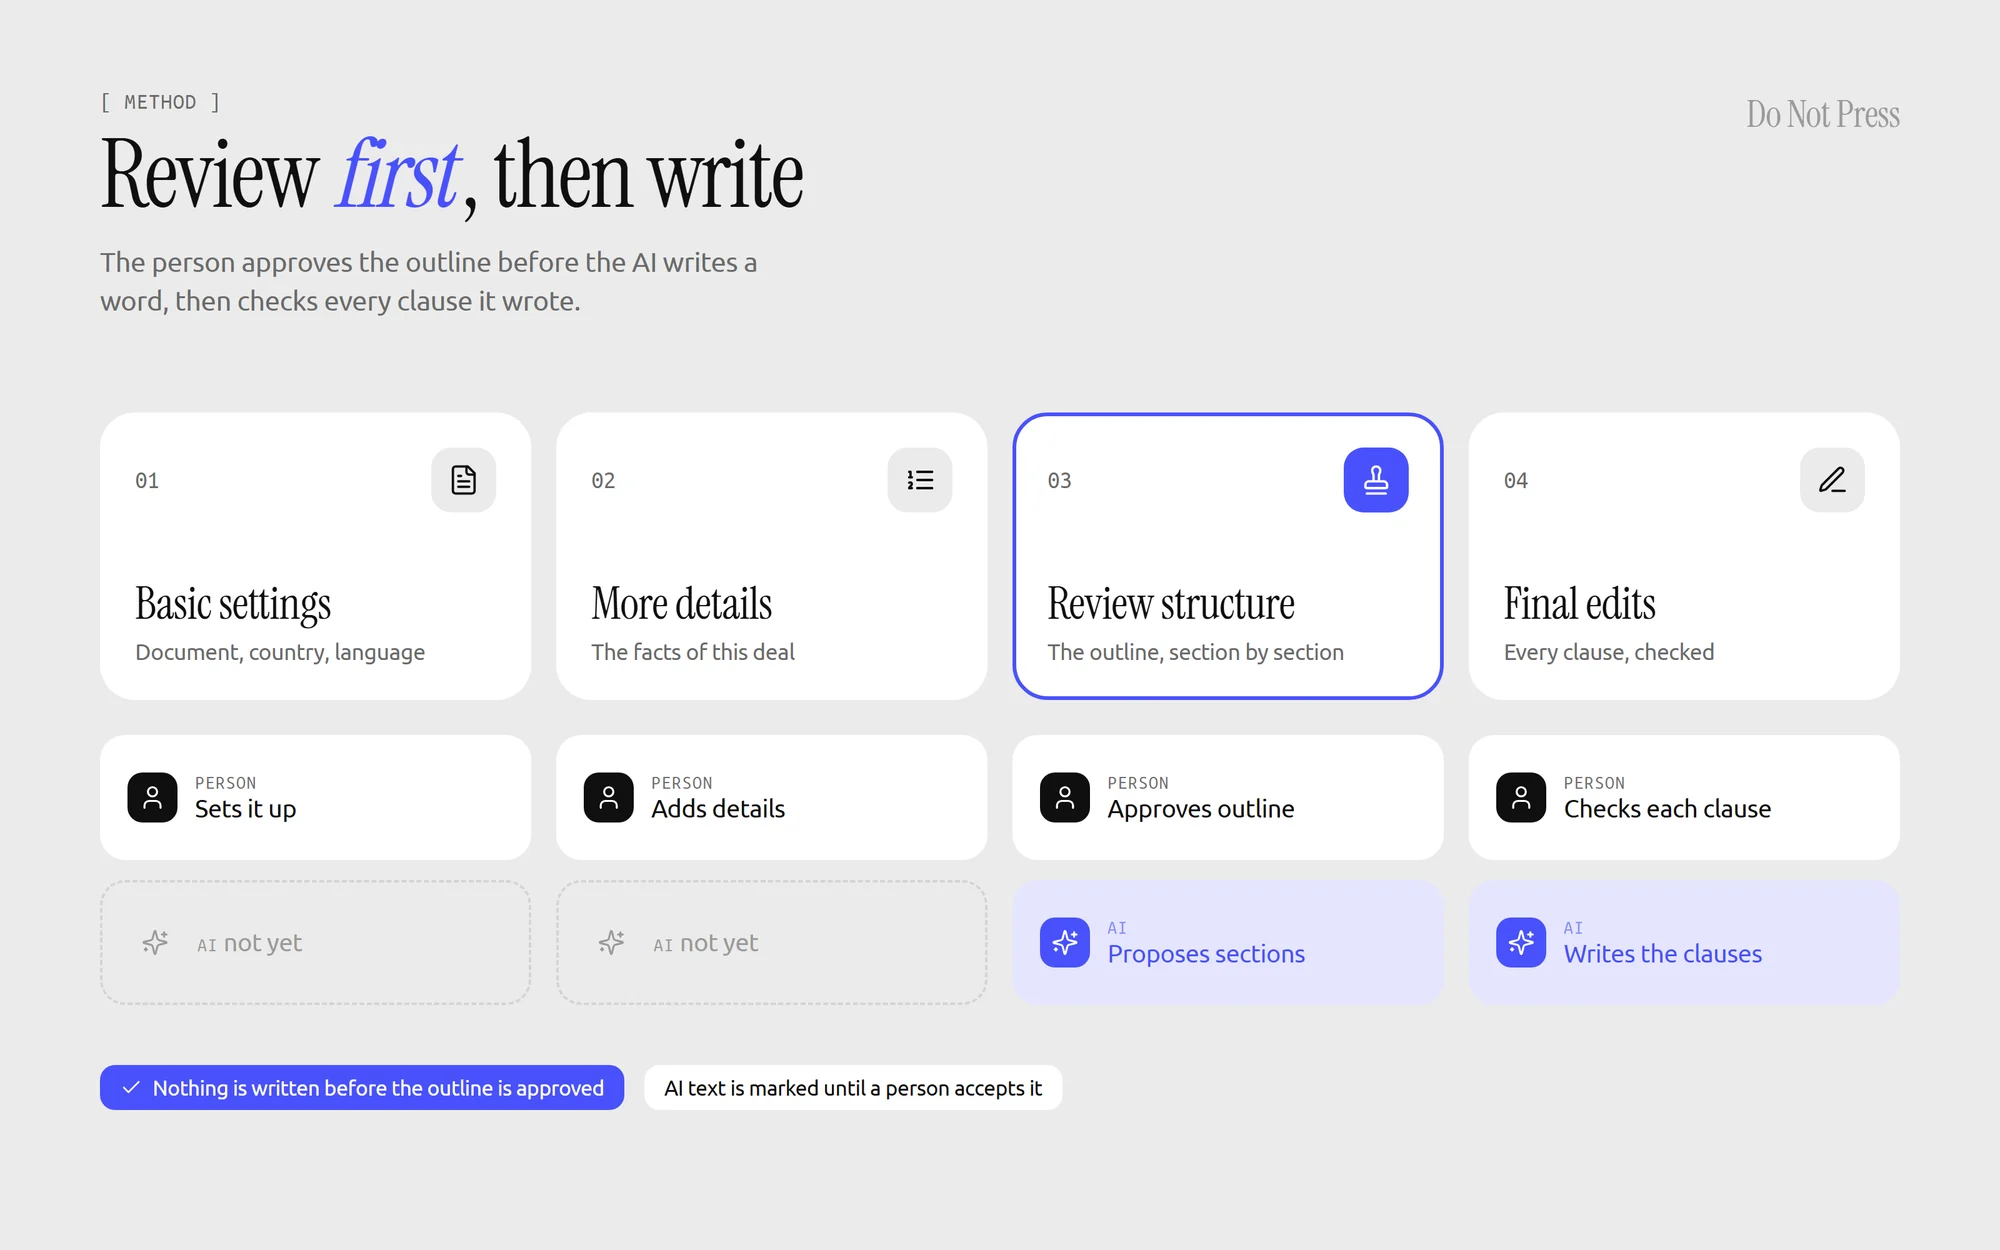 [ METHOD ]
Do Not Press
Review first, then write
The person approves the outline before the AI writes a
word, then checks every clause it wrote.
01
Basic settings
Document, country, language
02
More details
The facts of this deal
03
Review structure
The outline, section by section
04
Final edits
Every clause, checked
PERSON
Sets it up
PERSON
Adds details
PERSON
Approves outline
PERSON
Checks each clause
AI not yet
AI not yet
AI
Proposes sections
AI
Writes the clauses
Nothing is written before the outline is approved
AI text is marked until a person accepts it